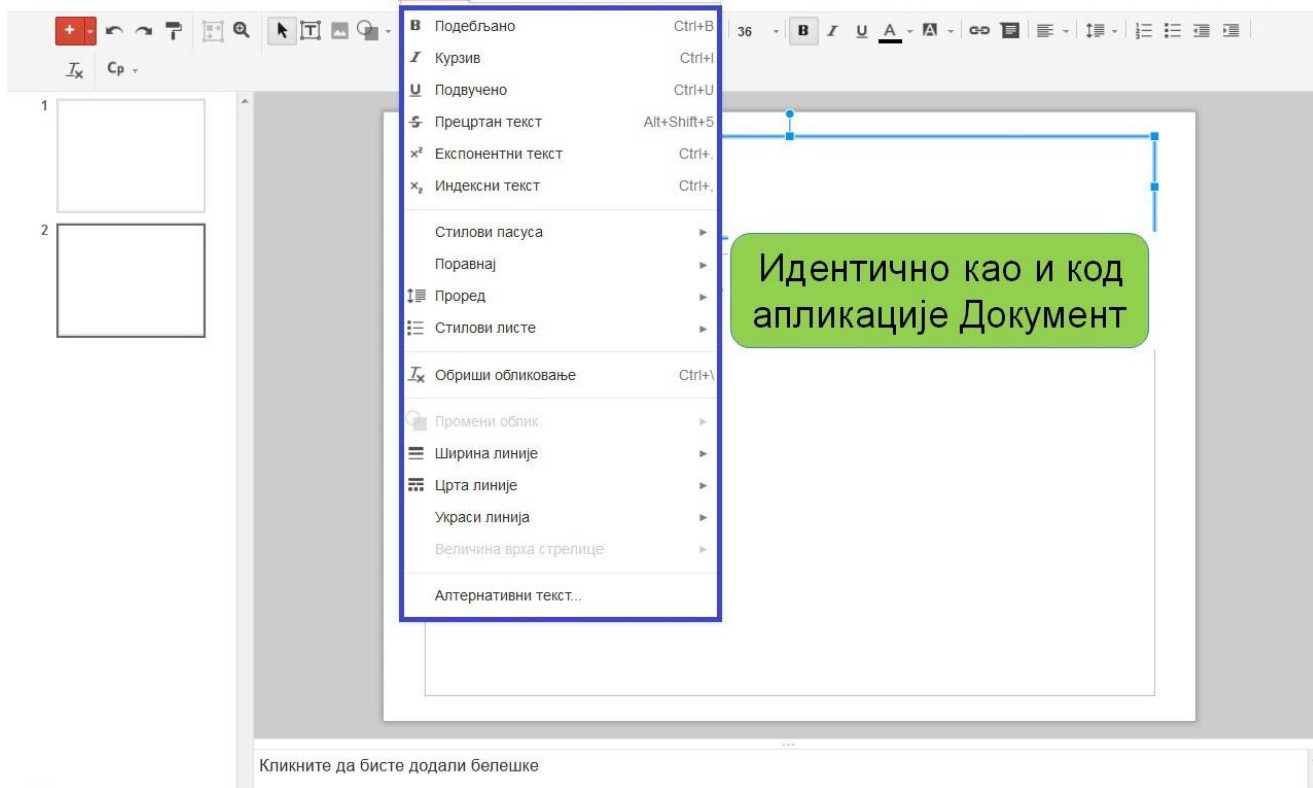 36 B I U A A
Ср
1
2
B Подебљано Ctrl+B
I Курзив Ctrl+I
U Подвучено Ctrl+U
S Прецртан текст Alt+Shift+5
x² Експонентни текст Ctrl+.
x₂ Индексни текст Ctrl+,
Стилови пасуса
Поравнај
Проред
Стилови листе
Обриши обликовање Ctrl+\
Промени облик
Ширина линије
Црта линије
Украси линија
Величина врха стрелице
Алтернативни текст...
Идентично као и код
апликације Документ
Кликните да бисте додали белешке